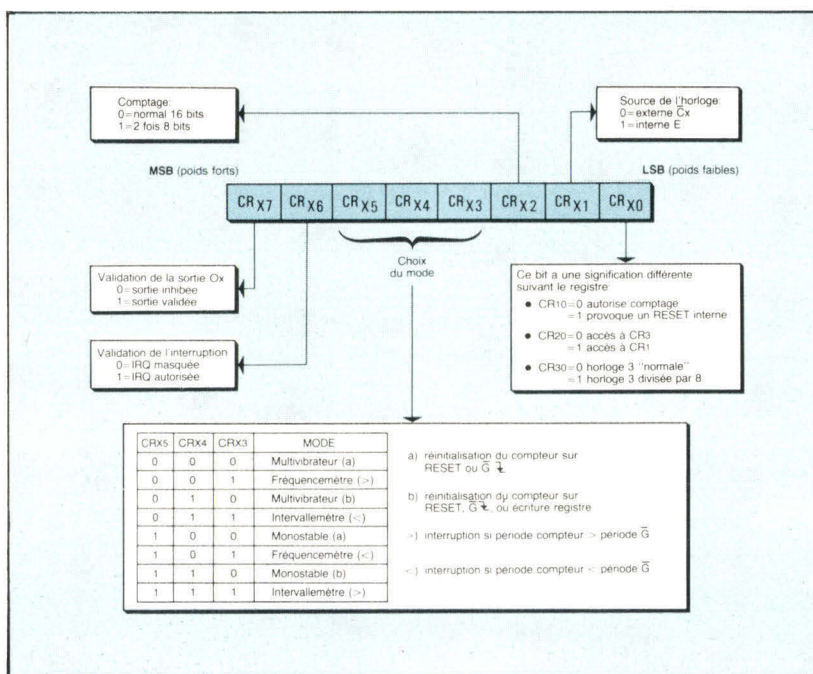 Comptage:
0=normal 16 bits
1=2 fois 8 bits
Source de l'horloge:
0=externe C̅x
1=interne E
MSB (poids forts)
LSB (poids faibles)
CRX7 CRX6 CRX5 CRX4 CRX3 CRX2 CRX1 CRX0
Choix
du mode
Validation de la sortie Ox
0=sortie inhibée
1=sortie validée
Validation de l'interruption
0=IRQ masquée
1=IRQ autorisée
Ce bit a une signification différente
suivant le registre
• CR10=0 autorise comptage
=1 provoque un RESET interne
• CR20=0 accès à CR3
=1 accès à CR1
• CR30=0 horloge 3 "normale"
=1 horloge 3 divisée par 8
CRX5 CRX4 CRX3 MODE
0 0 0 Multivibrateur (a)
0 0 1 Fréquencemètre (>)
0 1 0 Multivibrateur (b)
0 1 1 Intervallemètre (<)
1 0 0 Monostable (a)
1 0 1 Fréquencemètre (<)
1 1 0 Monostable (b)
1 1 1 Intervallemètre (>)
a) réinitialisation du compteur sur
RESET ou G̅ ↓
b) réinitialisation du compteur sur
RESET, G̅ ↓, ou écriture registre
>) interruption si période compteur > période G̅
<) interruption si période compteur < période G̅